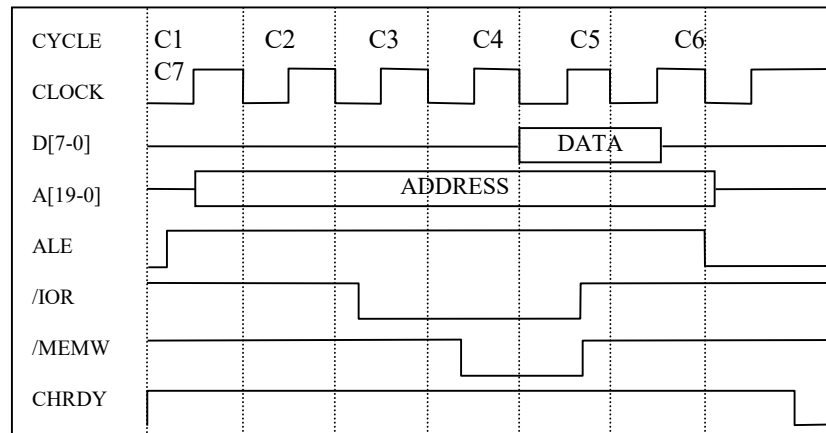 CYCLE C1 C2 C3 C4 C5 C6
C7
CLOCK
D[7-0] DATA
A[19-0] ADDRESS
ALE
/IOR
/MEMW
CHRDY